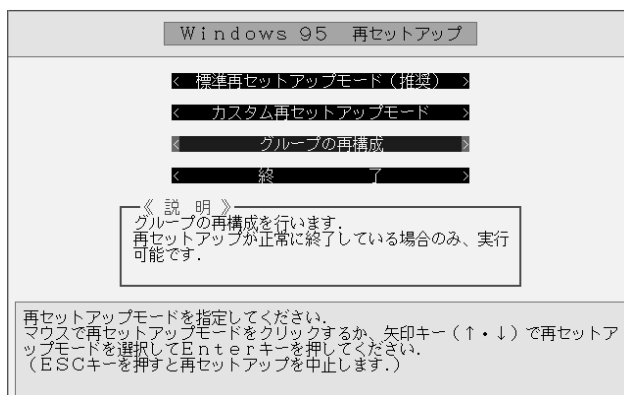 Ｗｉｎｄｏｗｓ ９５　再セットアップ
＜ 標準再セットアップモード（推奨） ＞
＜ カスタム再セットアップモード ＞
＜ グループの再構成 ＞
＜ 終　　　　　了 ＞
《 説　明 》
グループの再構成を行います．
再セットアップが正常に終了している場合のみ、実行
可能です．
再セットアップモードを指定してください．
マウスで再セットアップモードをクリックするか、矢印キー（↑・↓）で再セットア
ップモードを選択してＥｎｔｅｒキーを押してください．
（ＥＳＣキーを押すと再セットアップを中止します．）